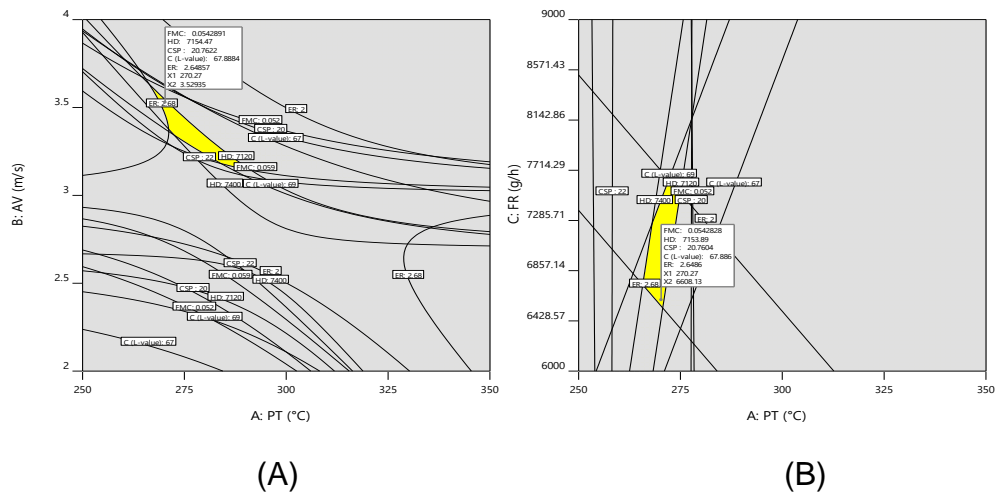 4
3.5
3
2.5
2
B: AV (m/s)
250
275
300
325
350
A: PT (°C)
FMC: 0.0542891
HD: 7154.47
CSP : 20.7622
C (L-value): 67.8884
ER: 2.64857
X1 270.27
X2 3.52935
ER: 2.68
ER: 2
FMC: 0.052
CSP : 20
C (L-value): 67
CSP : 22
HD: 7120
FMC: 0.059
HD: 7400
C (L-value): 69
CSP : 22
ER: 2
FMC: 0.059
HD: 7400
ER: 2.68
CSP : 20
HD: 7120
FMC: 0.052
C (L-value): 69
C (L-value): 67
(A)
9000
8571.43
8142.86
7714.29
7285.71
6857.14
6428.57
6000
C: FR (g/h)
250
275
300
325
350
A: PT (°C)
C (L-value): 69
HD: 7120
C (L-value): 67
CSP : 22
FMC: 0.052
HD: 7400
CSP : 20
ER: 2
FMC: 0.0542828
HD: 7153.89
CSP : 20.7604
C (L-value): 67.886
ER: 2.6486
X1 270.27
X2 6608.13
ER: 2.68
(B)